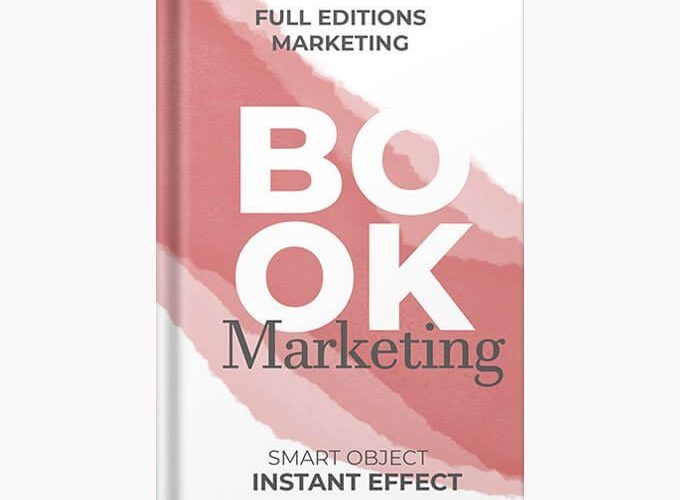 FULL EDITIONS
MARKETING
BO
OK
Marketing
SMART OBJECT
INSTANT EFFECT